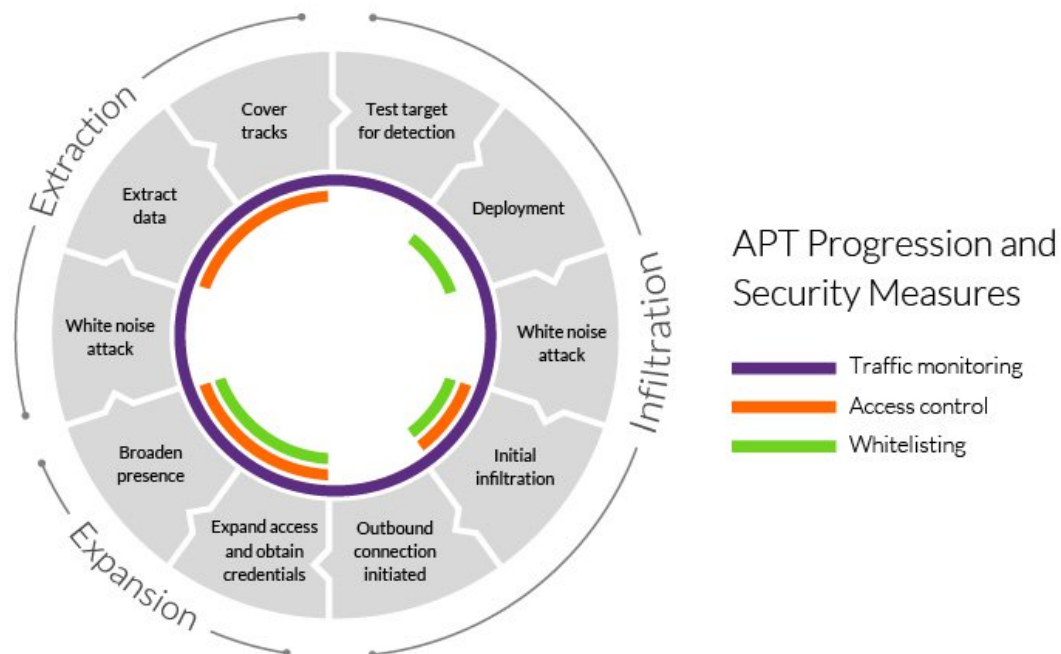 Test target
for detection
Deployment
White noise
attack
Initial
infiltration
Outbound
connection
initiated
Expand access
and obtain
credentials
Broaden
presence
White noise
attack
Extract
data
Cover
tracks
Infiltration
Expansion
Extraction
APT Progression and
Security Measures
Traffic monitoring
Access control
Whitelisting